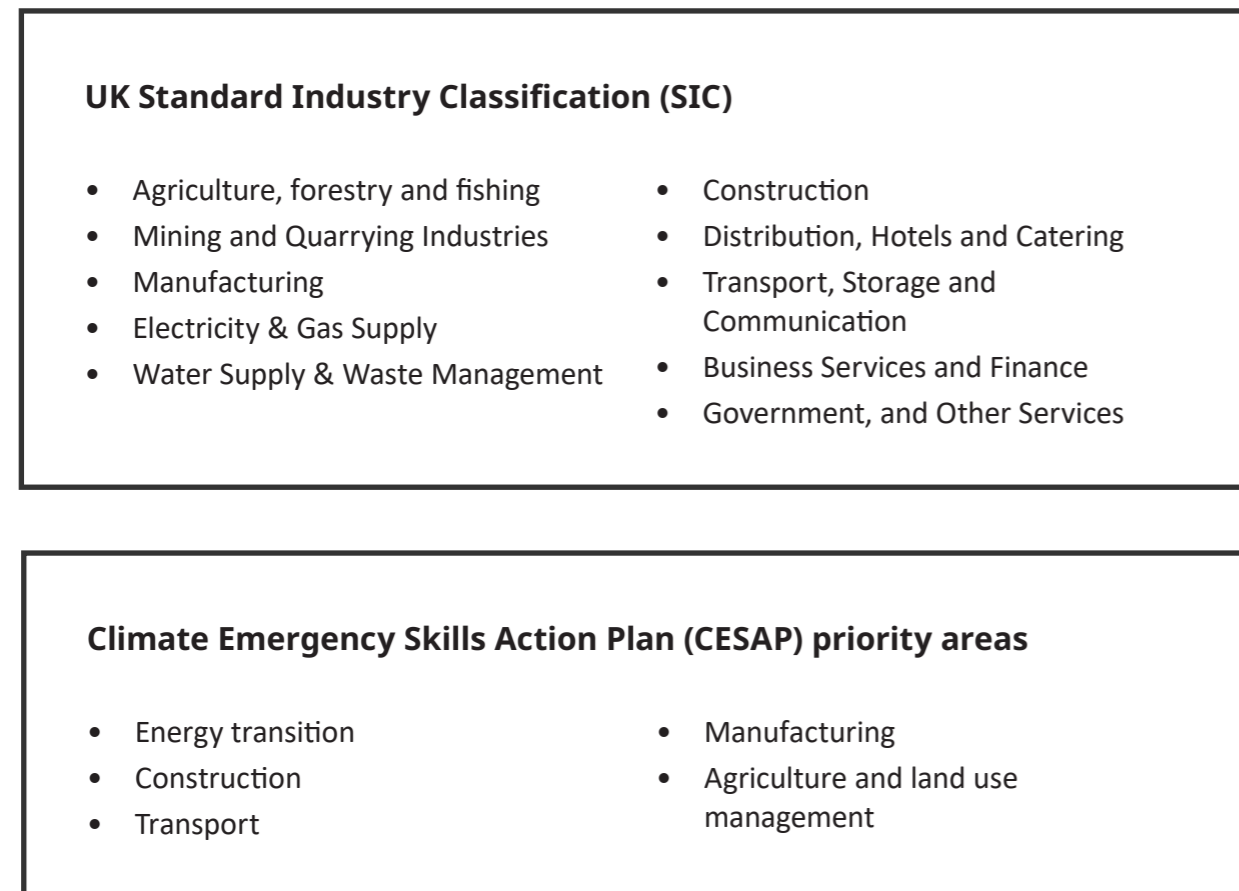 UK Standard Industry Classification (SIC)
• Agriculture, forestry and fishing
• Mining and Quarrying Industries
• Manufacturing
• Electricity & Gas Supply
• Water Supply & Waste Management
• Construction
• Distribution, Hotels and Catering
• Transport, Storage and
Communication
• Business Services and Finance
• Government, and Other Services
Climate Emergency Skills Action Plan (CESAP) priority areas
• Energy transition
• Construction
• Transport
• Manufacturing
• Agriculture and land use
management